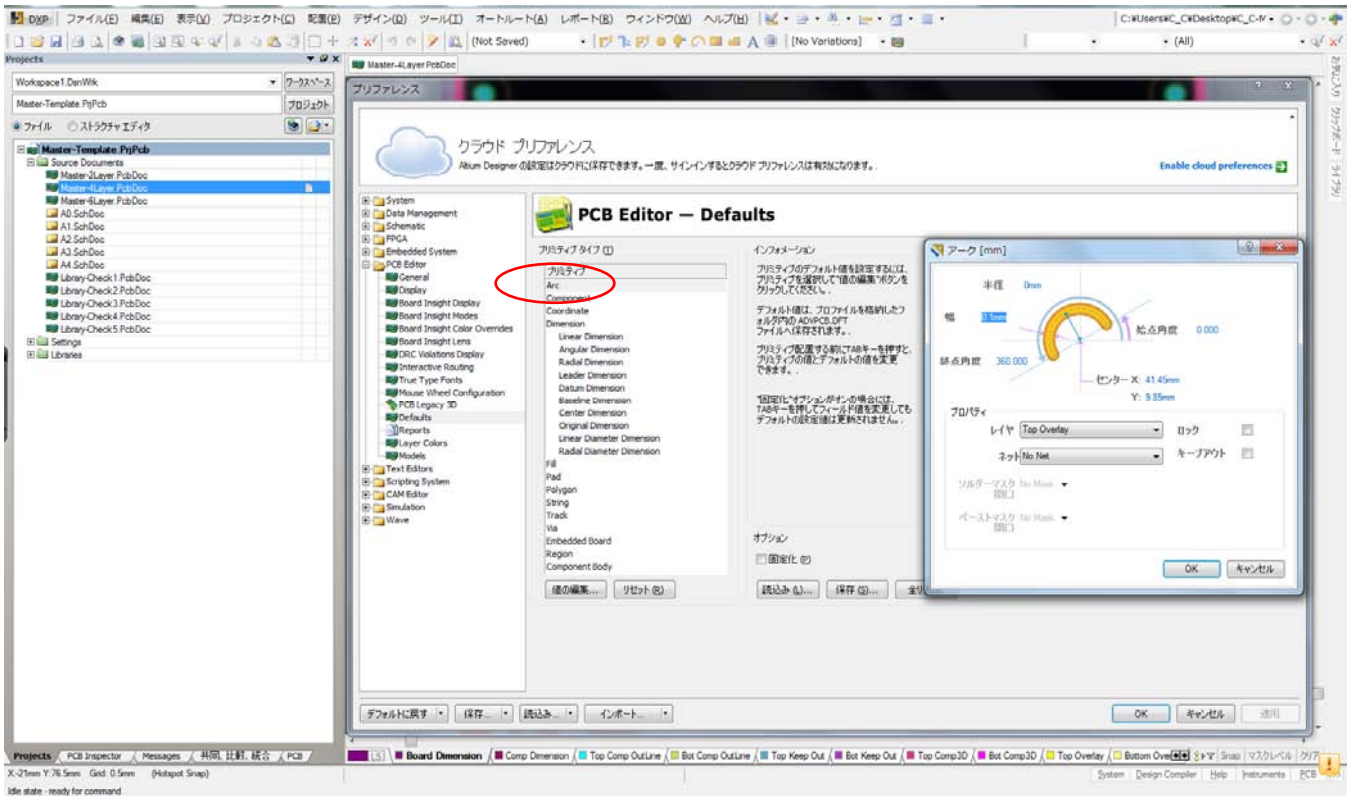 DXP ファイル(F) 編集(E) 表示(V) プロジェクト(C) 配置(P) デザイン(D) ツール(T) オートルート(A) レポート(R) ウィンドウ(W) ヘルプ(H)
(Not Saved) [No Variations] (All)
Projects
Master-4Layer.PcbDoc
お気に入り クリップボード ライブラリ
Workspace1.DsnWrk ワークスペース
Master-Template.PrjPcb プロジェクト
ファイル ストラクチャエディタ
Master-Template.PrjPcb
Source Documents
Master-2Layer.PcbDoc
Master-4Layer.PcbDoc
Master-6Layer.PcbDoc
A0.SchDoc
A1.SchDoc
A2.SchDoc
A3.SchDoc
A4.SchDoc
Library-Check1.PcbDoc
Library-Check2.PcbDoc
Library-Check3.PcbDoc
Library-Check4.PcbDoc
Library-Check5.PcbDoc
Settings
Libraries
プリファレンス
クラウド プリファレンス
Altium Designer の設定はクラウドに保存できます。一度、サインインするとクラウド プリファレンスは有効になります。.
Enable cloud preferences
System
Data Management
Schematic
FPGA
Embedded System
PCB Editor
General
Display
Board Insight Display
Board Insight Modes
Board Insight Color Overrides
Board Insight Lens
DRC Violations Display
Interactive Routing
True Type Fonts
Mouse Wheel Configuration
PCB Legacy 3D
Defaults
Reports
Layer Colors
Models
Text Editors
Scripting System
CAM Editor
Simulation
Wave
PCB Editor – Defaults
プリミティブ タイプ (T)
プリミティブ
Arc
Component
Coordinate
Dimension
Linear Dimension
Angular Dimension
Radial Dimension
Leader Dimension
Datum Dimension
Baseline Dimension
Center Dimension
Original Dimension
Linear Diameter Dimension
Radial Diameter Dimension
Fill
Pad
Polygon
String
Track
Via
Embedded Board
Region
Component Body
値の編集... リセット (R)
インフォメーション
プリミティブのデフォルト値を設定するには、
プリミティブを選択して"値の編集"ボタンを
クリックしてください。.
デフォルト値は、プロファイルを格納したフ
ォルダ内の ADVPCB.DFT
ファイルへ保存されます。.
プリミティブ配置する前にTABキーを押すと、
プリミティブの値とデフォルトの値を変更
できます。.
"固定化"オプションがオンの場合には、
TABキーを押してフィールド値を変更しても
デフォルトの設定値は更新されません。.
オプション
固定化 (P)
読込み (L)... 保存 (S)...
アーク [mm]
半径 0mm
幅 0.1mm
始点角度 0.000
終点角度 360.000
センター X: 41.45mm
Y: 9.85mm
プロパティ
レイヤ Top Overlay ロック
ネット No Net キープアウト
ソルダーマスク No Mask
開口
ペーストマスク No Mask
開口
OK キャンセル
デフォルトに戻す 保存... 読込み... インポート...
OK キャンセル 適用
Projects PCB Inspector Messages 共同, 比較, 統合 PCB
LS Board Dimension Comp Dimension Top Comp OutLine Bot Comp OutLine Top Keep Out Bot Keep Out Top Comp3D Bot Comp3D Top Overlay Snap マスクレベル
X:-21mm Y:76.5mm Grid: 0.5mm (Hotspot Snap)
System Design Compiler Help Instruments PCB
Idle state - ready for command